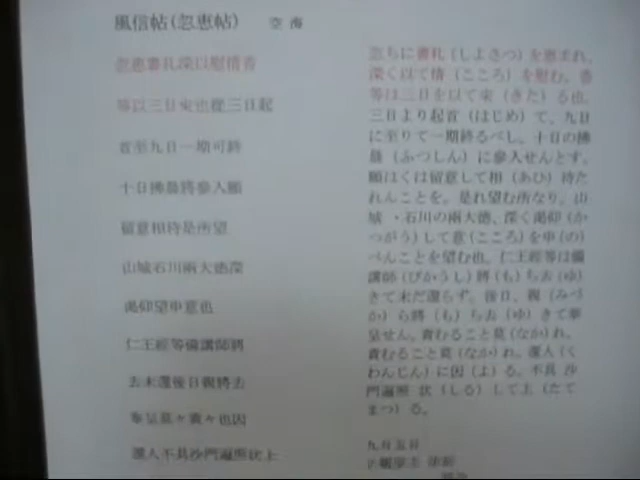 風信帖(忽恵帖) 空海
忽恵書札深以慰情香
等以三日来也従三日起
首至九日一期可終
十日拂晨將参入願
留意相待是所望
山城石川兩大徳深
渇仰望申意也
仁王經等備講師將
去未還後日親將去
奉呈莫々責々也因
還人不具沙門遍照状上
忽ちに書札(しよさつ)を恵まれ、
深く以て情(こころ)を慰む。香
等は三日を以て来(きた)る也。
三日より起首(はじめ)て、九日
に至りて一期終るべし。十日の拂
晨(ふつしん)に参入せんとす。
願はくは留意して相(あひ)待た
れんことを。是れ望む所なり。山
城・石川の兩大徳、深く渇仰(か
つがう)して意(こころ)を申(の)
べんことを望む也。仁王經等は備
講師(びかうし)將(も)ち去(ゆ)
きて未だ還らず。後日、親(みづ
か)ら將(も)ち去(ゆ)きて奉
呈せん。責むること莫(なか)れ、
責むること莫(なか)れ。還人(く
わんじん)に因(よ)る。不具 沙
門遍照 状(しる)して上(たて
まつ)る。
九月五日